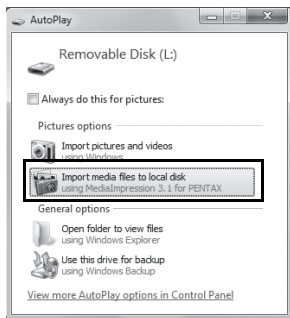 AutoPlay
Removable Disk (L:)
Always do this for pictures:
Pictures options
Import pictures and videos
using Windows
Import media files to local disk
using MediaImpression 3.1 for PENTAX
General options
Open folder to view files
using Windows Explorer
Use this drive for backup
using Windows Backup
View more AutoPlay options in Control Panel